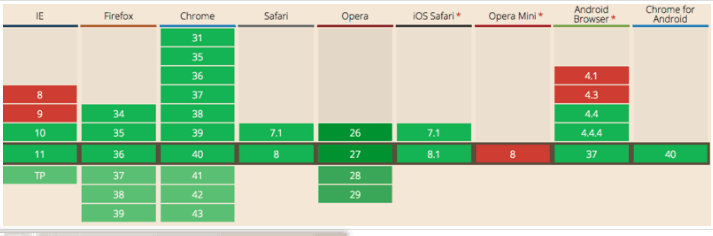 IE Firefox Chrome Safari Opera iOS Safari * Opera Mini * Android Browser * Chrome for Android
31
35
36 4.1
8 37 4.3
9 34 38 4.4
10 35 39 7.1 26 7.1 4.4.4
11 36 40 8 27 8.1 8 37 40
TP 37 41 28
38 42 29
39 43